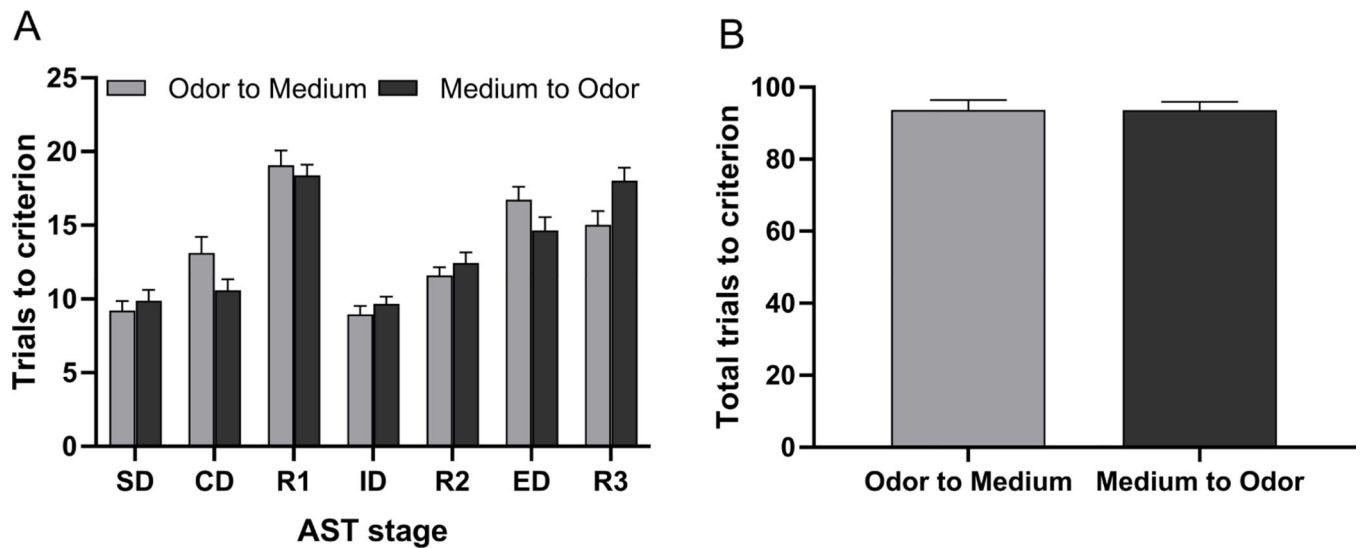 A
Trials to criterion
25
20
15
10
5
0
Odor to Medium
Medium to Odor
SD CD R1 ID R2 ED R3
AST stage
B
Total trials to criterion
100
80
60
40
20
0
Odor to Medium Medium to Odor